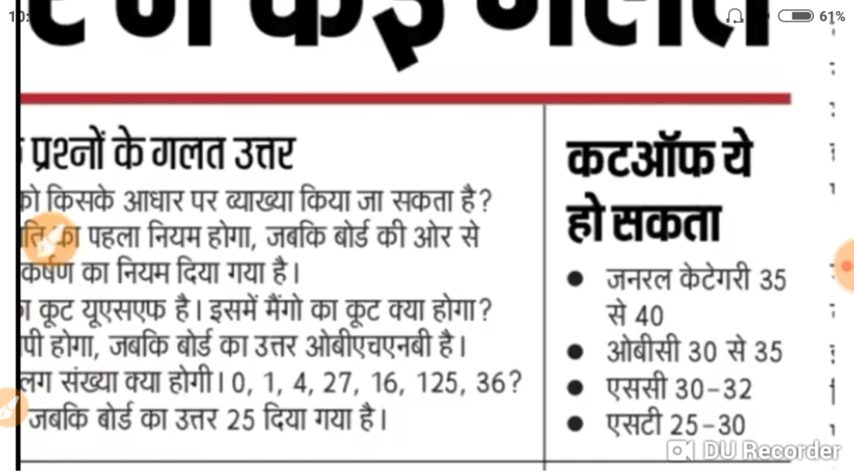 61%
में कई गलत
प्रश्नों के गलत उत्तर
को किसके आधार पर व्याख्या किया जा सकता है?
का पहला नियम होगा, जबकि बोर्ड की ओर से
कर्षण का नियम दिया गया है।
कूट यूएसएफ है। इसमें मैंगो का कूट क्या होगा?
पी होगा, जबकि बोर्ड का उत्तर ओबीएचएनबी है।
लग संख्या क्या होगी। 0, 1, 4, 27, 16, 125, 36?
जबकि बोर्ड का उत्तर 25 दिया गया है।
कटऑफ ये
हो सकता
● जनरल केटेगरी 35
से 40
● ओबीसी 30 से 35
● एससी 30-32
● एसटी 25-30
DU Recorder